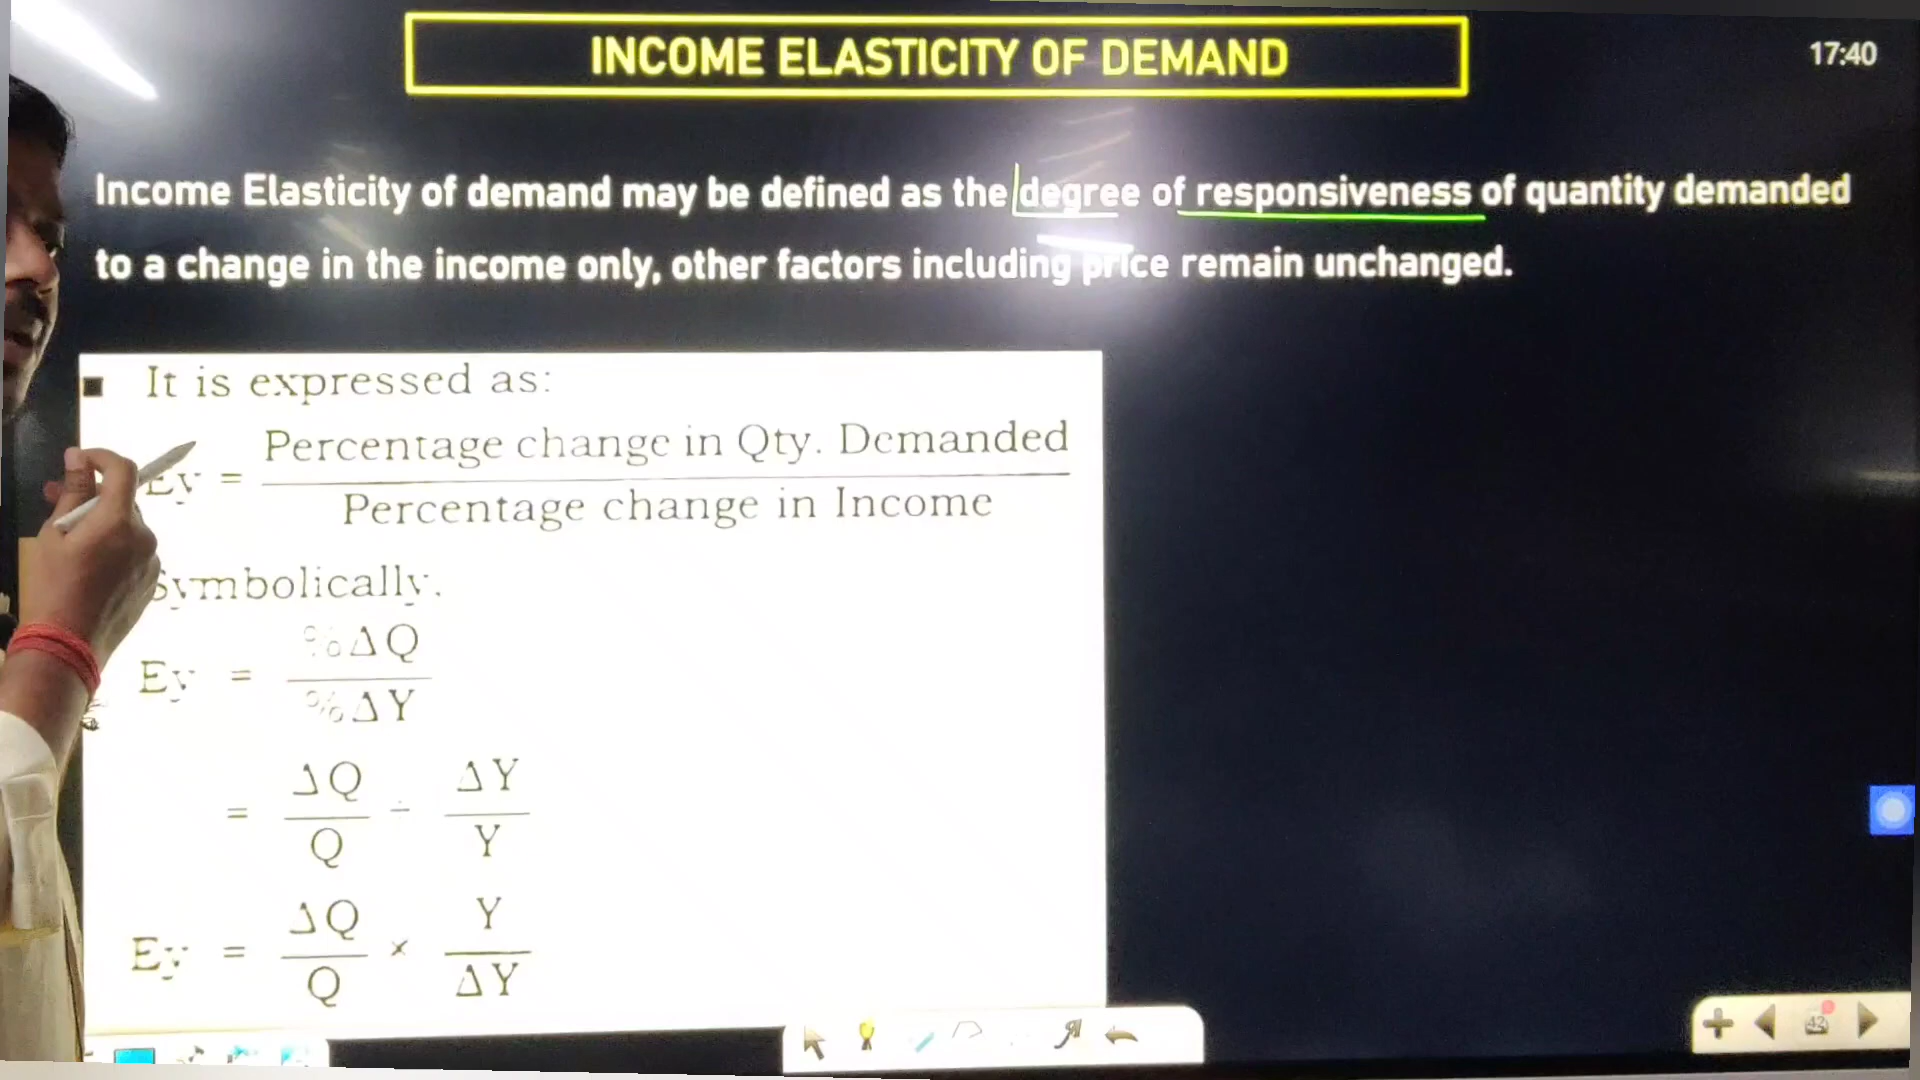 INCOME ELASTICITY OF DEMAND
17:40
Income Elasticity of demand may be defined as the degree of responsiveness of quantity demanded
to a change in the income only, other factors including price remain unchanged.
■ It is expressed as:
Ey = Percentage change in Qty. Demanded
Percentage change in Income
Symbolically.
Ey = %ΔQ
%ΔY
= ΔQ ÷ ΔY
Q Y
Ey = ΔQ × Y
Q ΔY
42